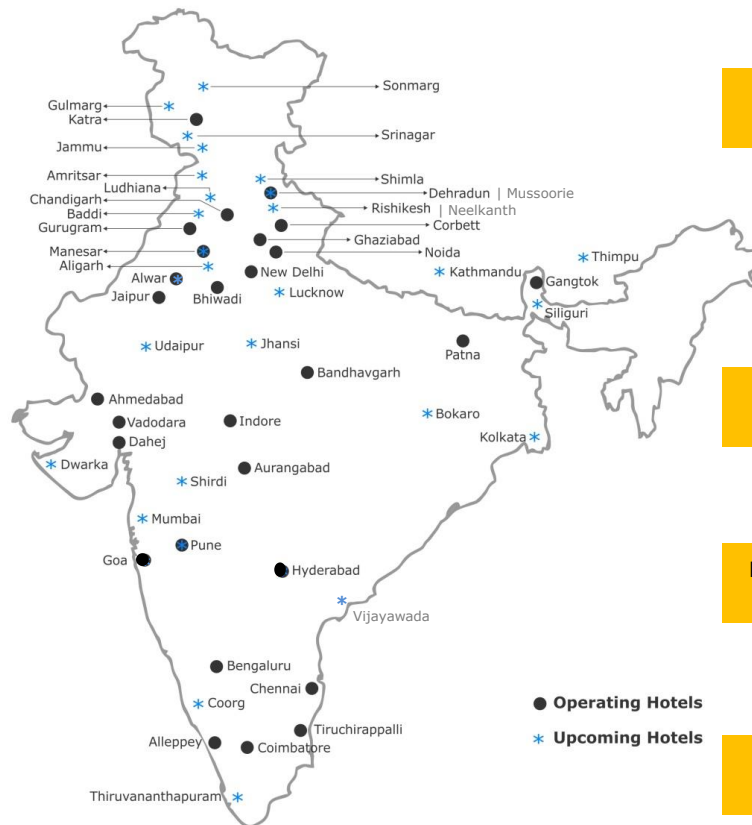 Sonmarg
Gulmarg
Katra
Srinagar
Jammu
Amritsar
Shimla
Ludhiana
Dehradun | Mussoorie
Chandigarh
Rishikesh | Neelkanth
Baddi
Corbett
Gurugram
Ghaziabad
Manesar
Noida
Thimpu
Aligarh
New Delhi
Kathmandu
Alwar
Gangtok
Jaipur
Bhiwadi
Lucknow
Siliguri
Udaipur
Jhansi
Patna
Bandhavgarh
Ahmedabad
Vadodara
Indore
Bokaro
Dahej
Kolkata
Dwarka
Aurangabad
Shirdi
Mumbai
Pune
Goa
Hyderabad
Vijayawada
Bengaluru
Chennai
Coorg
Operating Hotels
Tiruchirappalli
Upcoming Hotels
Alleppey
Coimbatore
Thiruvananthapuram